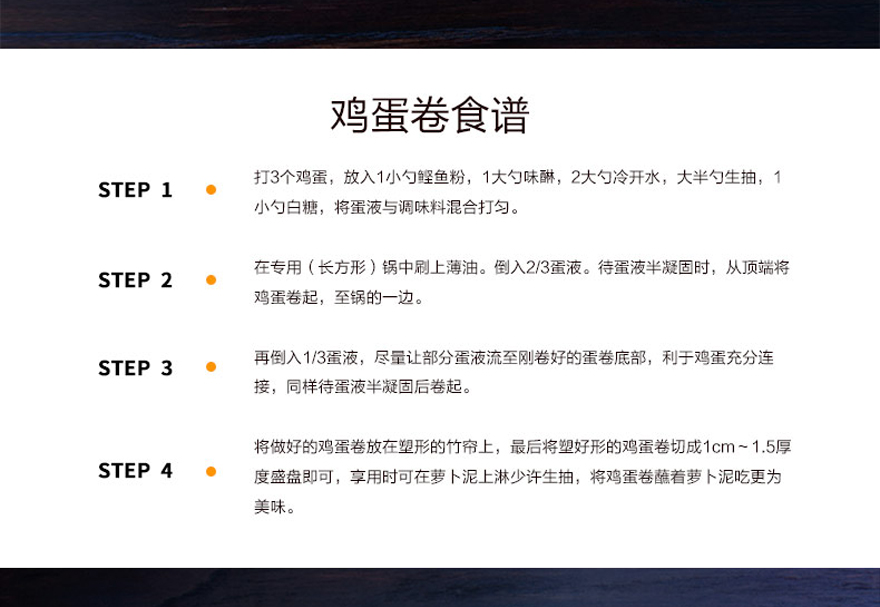 鸡蛋卷食谱
STEP 1
打3个鸡蛋，放入1小勺鲣鱼粉，1大勺味醂，2大勺冷开水，大半勺生抽，1
小勺白糖，将蛋液与调味料混合打匀。
STEP 2
在专用（长方形）锅中刷上薄油。倒入2/3蛋液。待蛋液半凝固时，从顶端将
鸡蛋卷起，至锅的一边。
STEP 3
再倒入1/3蛋液，尽量让部分蛋液流至刚卷好的蛋卷底部，利于鸡蛋充分连
接，同样待蛋液半凝固后卷起。
STEP 4
将做好的鸡蛋卷放在塑形的竹帘上，最后将塑好形的鸡蛋卷切成1cm~1.5厚
度盛盘即可，享用时可在萝卜泥上淋少许生抽，将鸡蛋卷蘸着萝卜泥吃更为
美味。